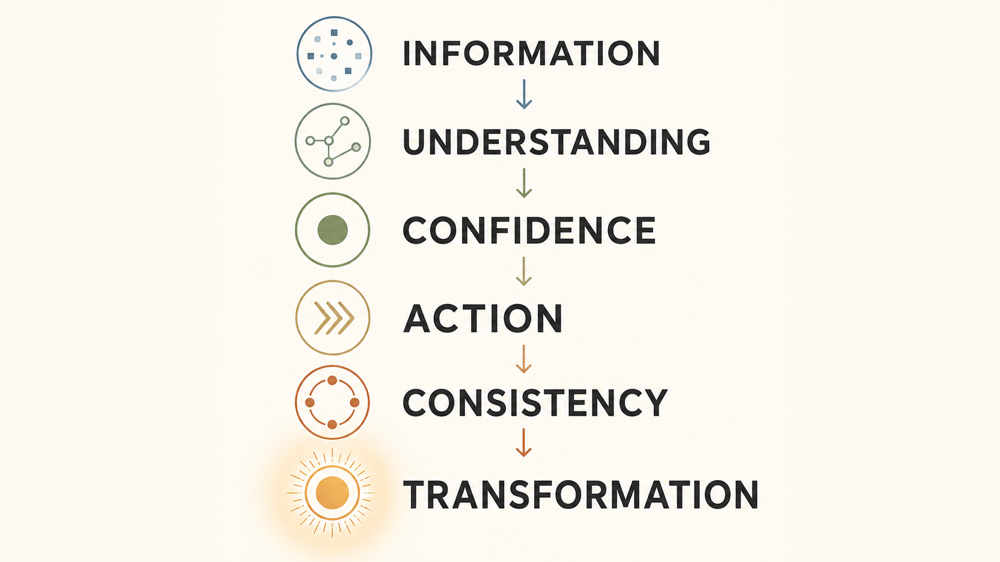 INFORMATION
UNDERSTANDING
CONFIDENCE
ACTION
CONSISTENCY
TRANSFORMATION